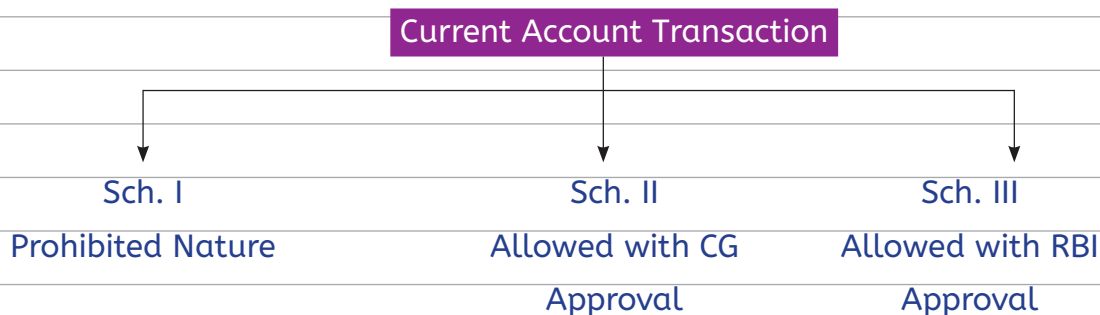 Current Account Transaction
Sch. I
Prohibited Nature
Sch. II
Allowed with CG
Approval
Sch. III
Allowed with RBI
Approval